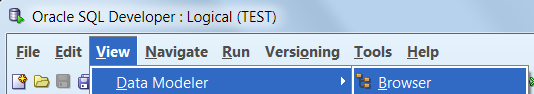 Oracle SQL Developer : Logical (TEST)
File Edit View Navigate Run Versioning Tools Help
Data Modeler Browser